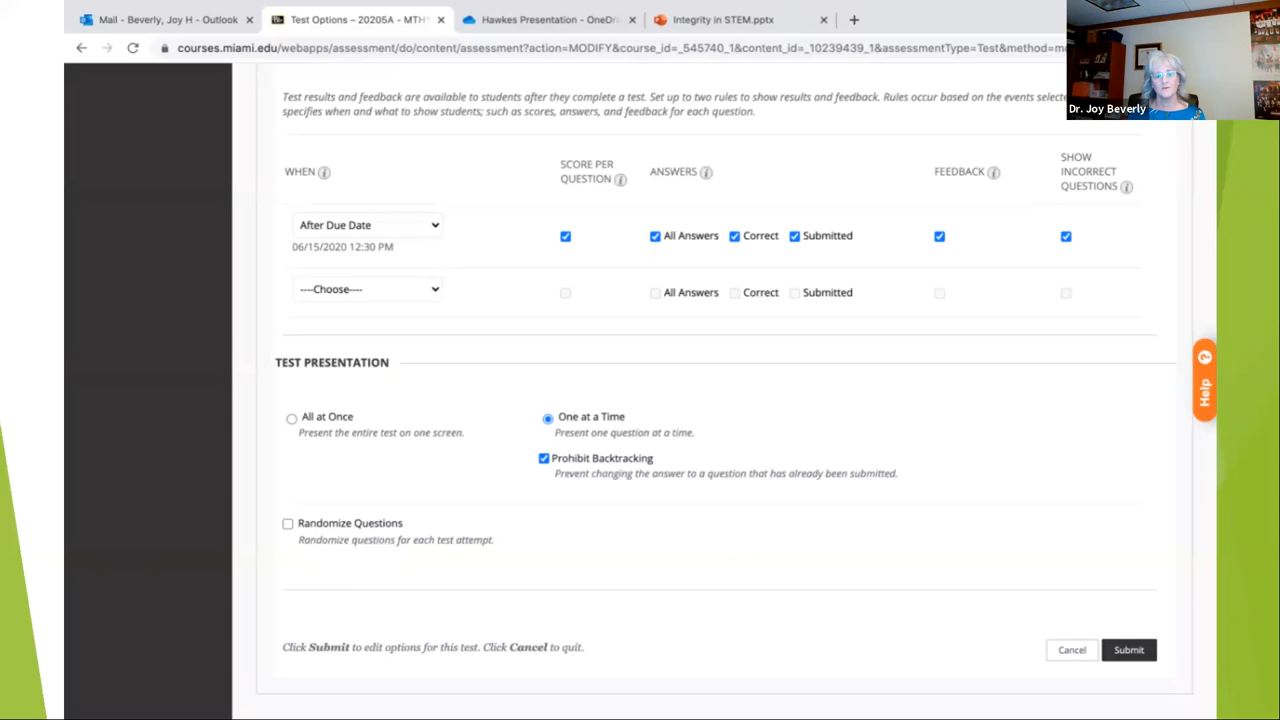 Mail - Beverly, Joy H - Outlook
Test Options – 20205A - MTH
Hawkes Presentation - OneDri
Integrity in STEM.pptx
courses.miami.edu/webapps/assessment/do/content/assessment?action=MODIFY&course_id=_545740_1&content_id=_10239439_1&assessmentType=Test&method=m
Dr. Joy Beverly
Test results and feedback are available to students after they complete a test. Set up to two rules to show results and feedback. Rules occur based on the events selecte
specifies when and what to show students; such as scores, answers, and feedback for each question.
WHEN
SCORE PER
QUESTION
ANSWERS
FEEDBACK
SHOW
INCORRECT
QUESTIONS
After Due Date
06/15/2020 12:30 PM
All Answers
Correct
Submitted
----Choose----
All Answers
Correct
Submitted
TEST PRESENTATION
All at Once
Present the entire test on one screen.
One at a Time
Present one question at a time.
Prohibit Backtracking
Prevent changing the answer to a question that has already been submitted.
Randomize Questions
Randomize questions for each test attempt.
Click Submit to edit options for this test. Click Cancel to quit.
Cancel
Submit
Help